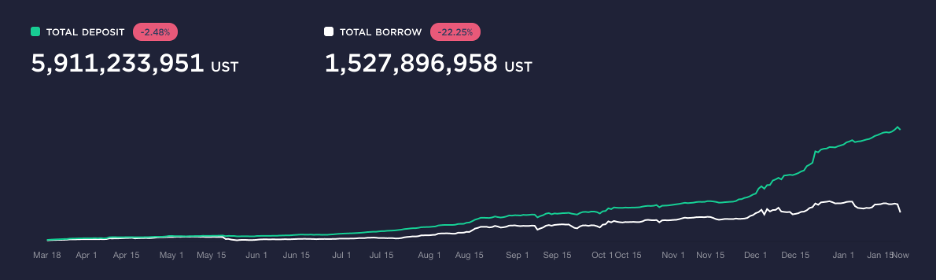 TOTAL DEPOSIT -2.48% TOTAL BORROW -22.25%
5,911,233,951 UST 1,527,896,958 UST
Mar 18 Apr 1 Apr 15 May 1 May 15 Jun 1 Jun 15 Jul 1 Jul 15 Aug 1 Aug 15 Sep 1 Sep 15 Oct 1 Oct 15 Nov 1 Nov 15 Dec 1 Dec 15 Jan 1 Jan 15 Now